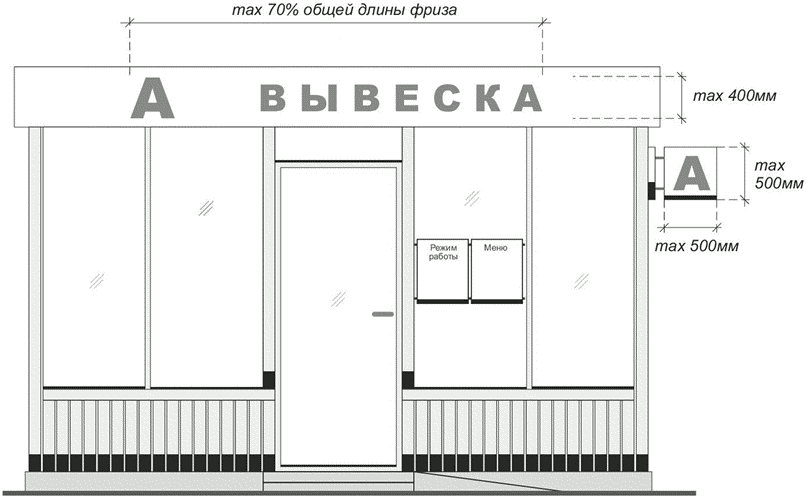 max 70% общей длины фриза
А ВЫВЕСКА
max 400мм
А
max
500мм
max 500мм
Режим
работы
Меню